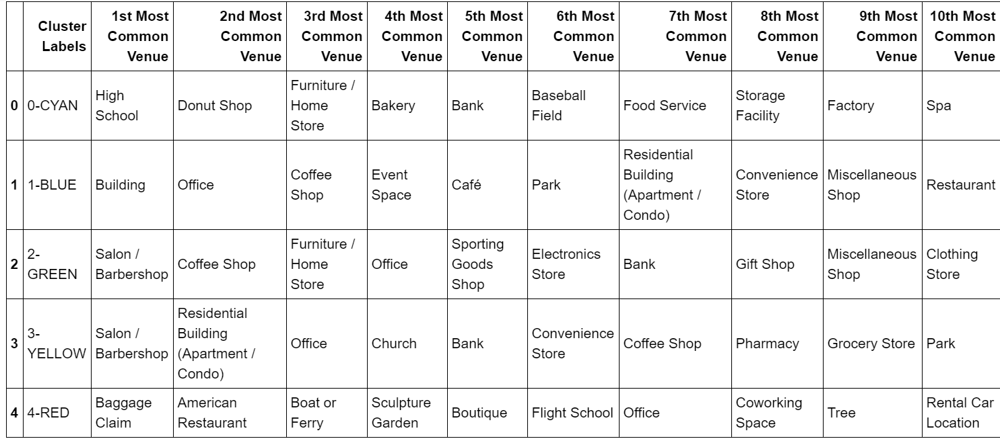 Cluster Labels 1st Most Common Venue 2nd Most Common Venue 3rd Most Common Venue 4th Most Common Venue 5th Most Common Venue 6th Most Common Venue 7th Most Common Venue 8th Most Common Venue 9th Most Common Venue 10th Most Common Venue
0 0-CYAN High School Donut Shop Furniture / Home Store Bakery Bank Baseball Field Food Service Storage Facility Factory Spa
1 1-BLUE Building Office Coffee Shop Event Space Café Park Residential Building (Apartment / Condo) Convenience Store Miscellaneous Shop Restaurant
2 2-GREEN Salon / Barbershop Coffee Shop Furniture / Home Store Office Sporting Goods Shop Electronics Store Bank Gift Shop Miscellaneous Shop Clothing Store
3 3-YELLOW Salon / Barbershop Residential Building (Apartment / Condo) Office Church Bank Convenience Store Coffee Shop Pharmacy Grocery Store Park
4 4-RED Baggage Claim American Restaurant Boat or Ferry Sculpture Garden Boutique Flight School Office Coworking Space Tree Rental Car Location